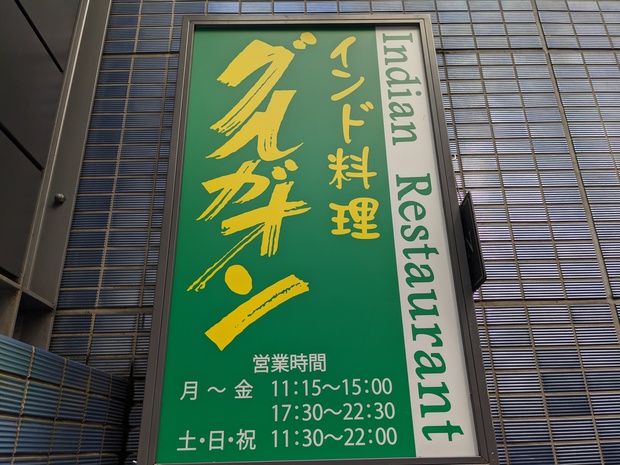 Indian Restaurant
インド料理
グルガオン
営業時間
月～金 11:15～15:00
17:30～22:30
土・日・祝 11:30～22:00